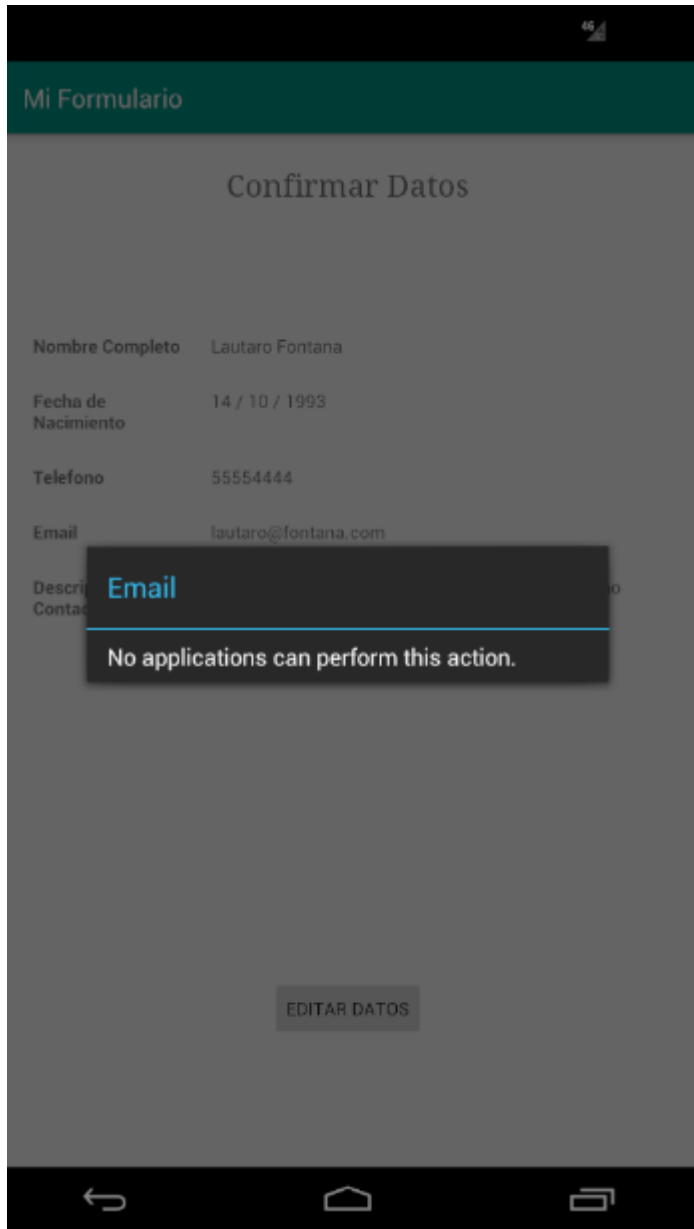 4G
Mi Formulario
Confirmar Datos
Nombre Completo Lautaro Fontana
Fecha de 14 / 10 / 1993
Nacimiento
Telefono 55554444
Email lautaro@fontana.com
Email
No applications can perform this action.
EDITAR DATOS